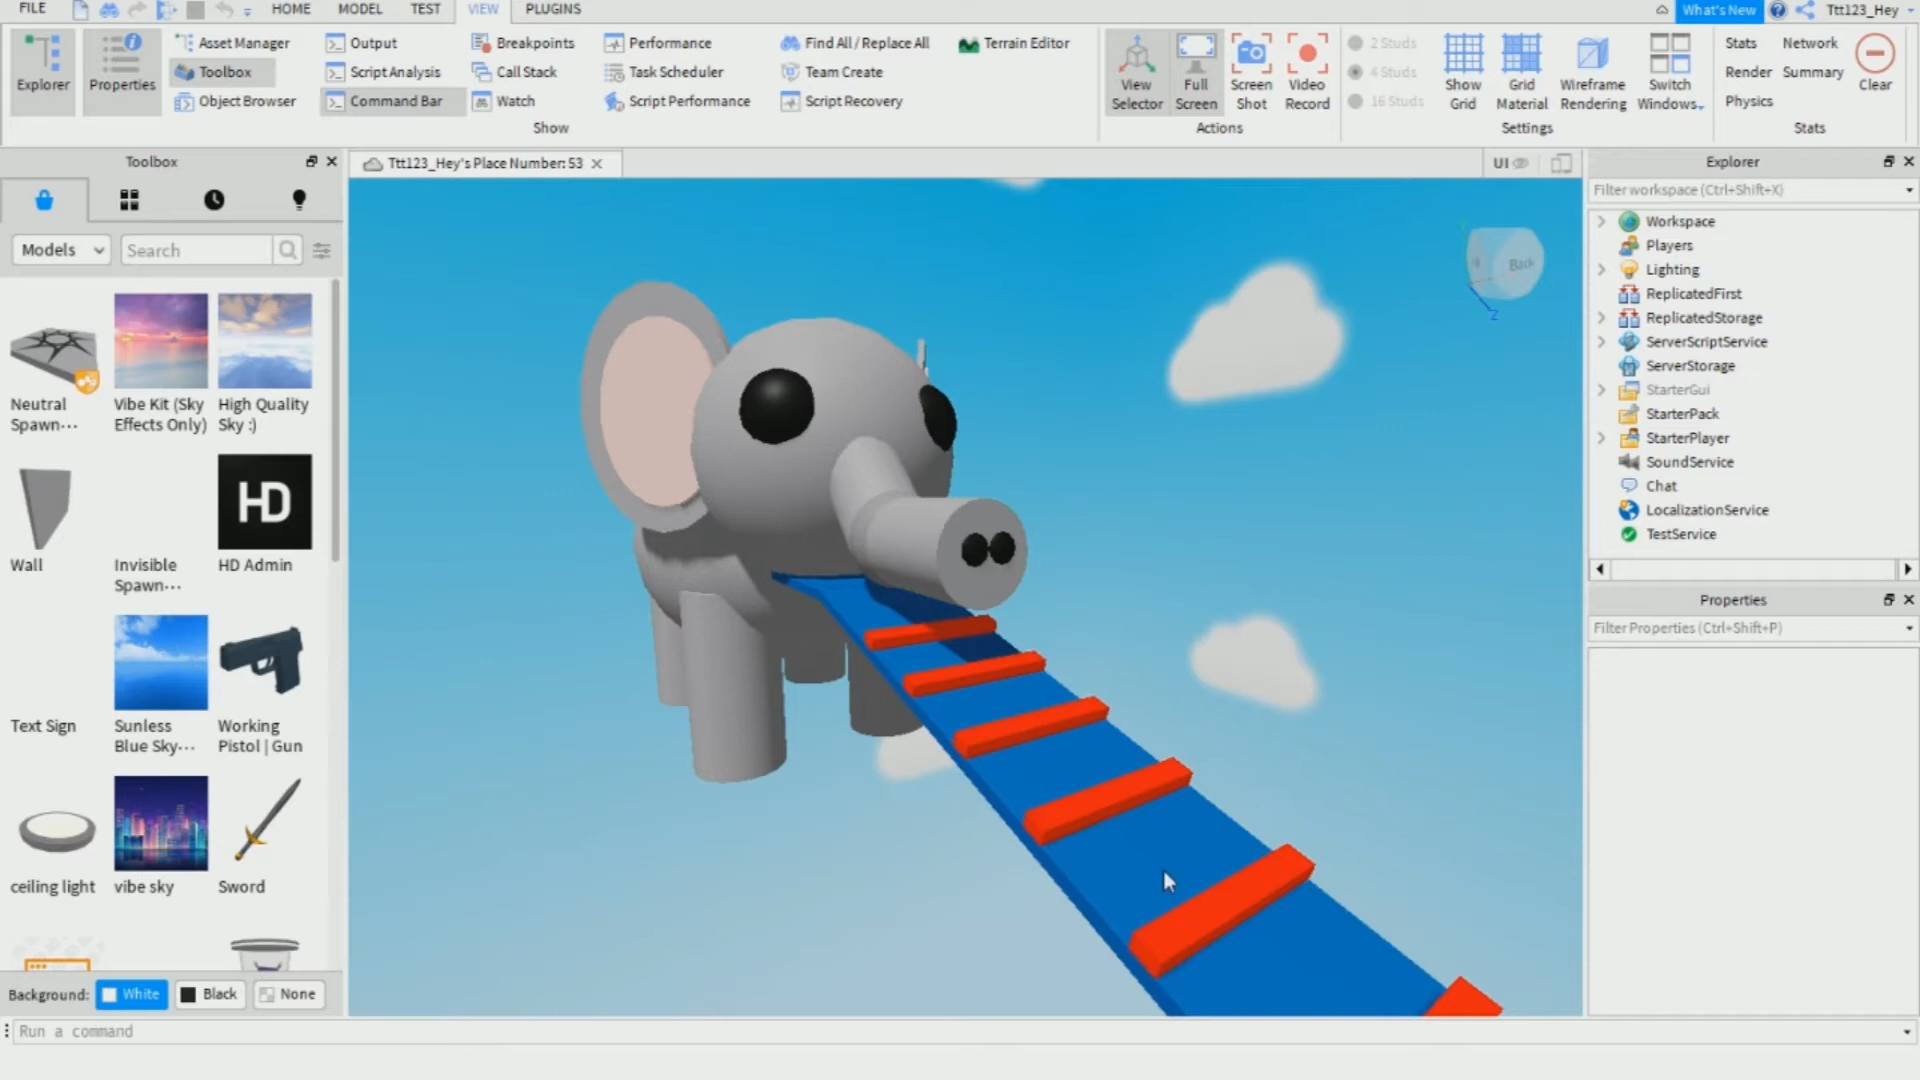 FILE HOME MODEL TEST VIEW PLUGINS What's New Ttt123_Hey
Explorer
Properties
Asset Manager
Toolbox
Object Browser
Output
Script Analysis
Command Bar
Breakpoints
Call Stack
Watch
Performance
Task Scheduler
Script Performance
Find All / Replace All
Team Create
Script Recovery
Terrain Editor
Show
View
Selector
Full
Screen
Screen
Shot
Video
Record
Actions
2 Studs
4 Studs
16 Studs
Show
Grid
Grid
Material
Wireframe
Rendering
Switch
Windows
Settings
Stats
Render
Physics
Network
Summary
Clear
Stats
Toolbox
Ttt123_Hey's Place Number: 53
UI
Models
Search
Neutral
Spawn...
Vibe Kit (Sky
Effects Only)
High Quality
Sky :)
Wall
Invisible
Spawn...
HD
HD Admin
Text Sign
Sunless
Blue Sky...
Working
Pistol | Gun
ceiling light
vibe sky
Sword
Background: White Black None
Run a command
Back
Z
Explorer
Filter workspace (Ctrl+Shift+X)
Workspace
Players
Lighting
ReplicatedFirst
ReplicatedStorage
ServerScriptService
ServerStorage
StarterGui
StarterPack
StarterPlayer
SoundService
Chat
LocalizationService
TestService
Properties
Filter Properties (Ctrl+Shift+P)